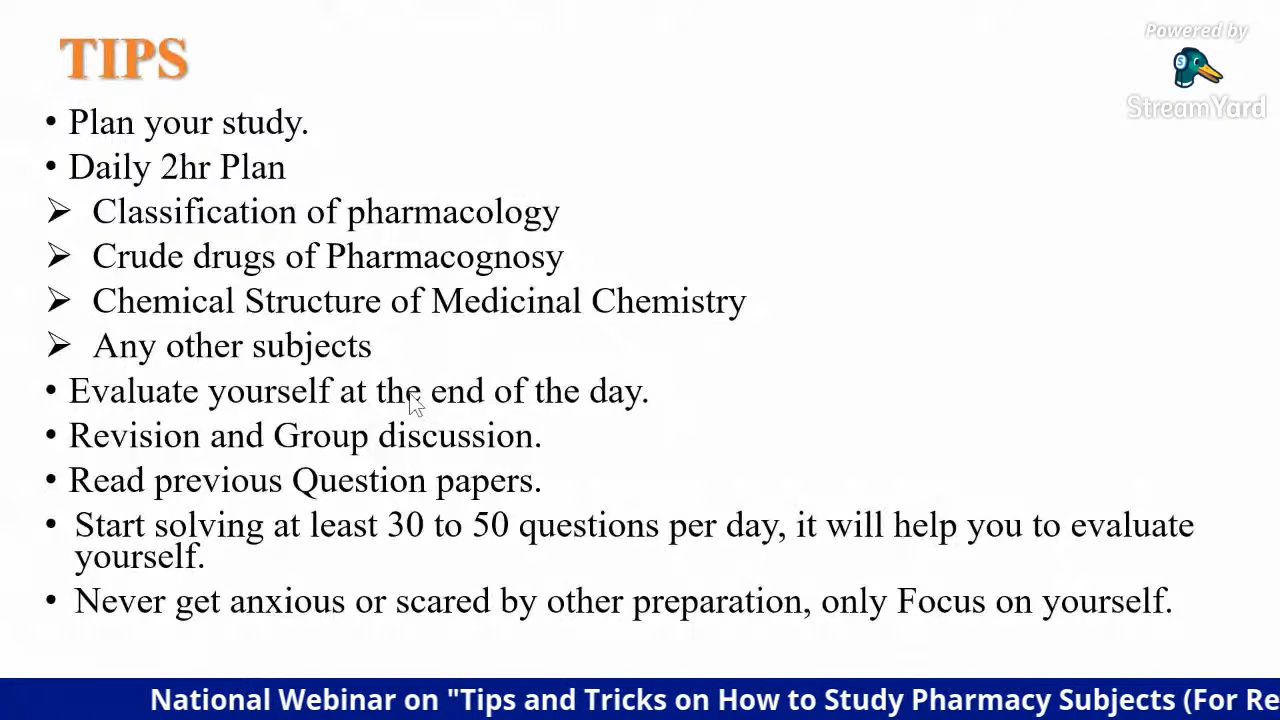 TIPS
Powered by
StreamYard
• Plan your study.
• Daily 2hr Plan
➢ Classification of pharmacology
➢ Crude drugs of Pharmacognosy
➢ Chemical Structure of Medicinal Chemistry
➢ Any other subjects
• Evaluate yourself at the end of the day.
• Revision and Group discussion.
• Read previous Question papers.
• Start solving at least 30 to 50 questions per day, it will help you to evaluate
yourself.
• Never get anxious or scared by other preparation, only Focus on yourself.
National Webinar on "Tips and Tricks on How to Study Pharmacy Subjects (For Re